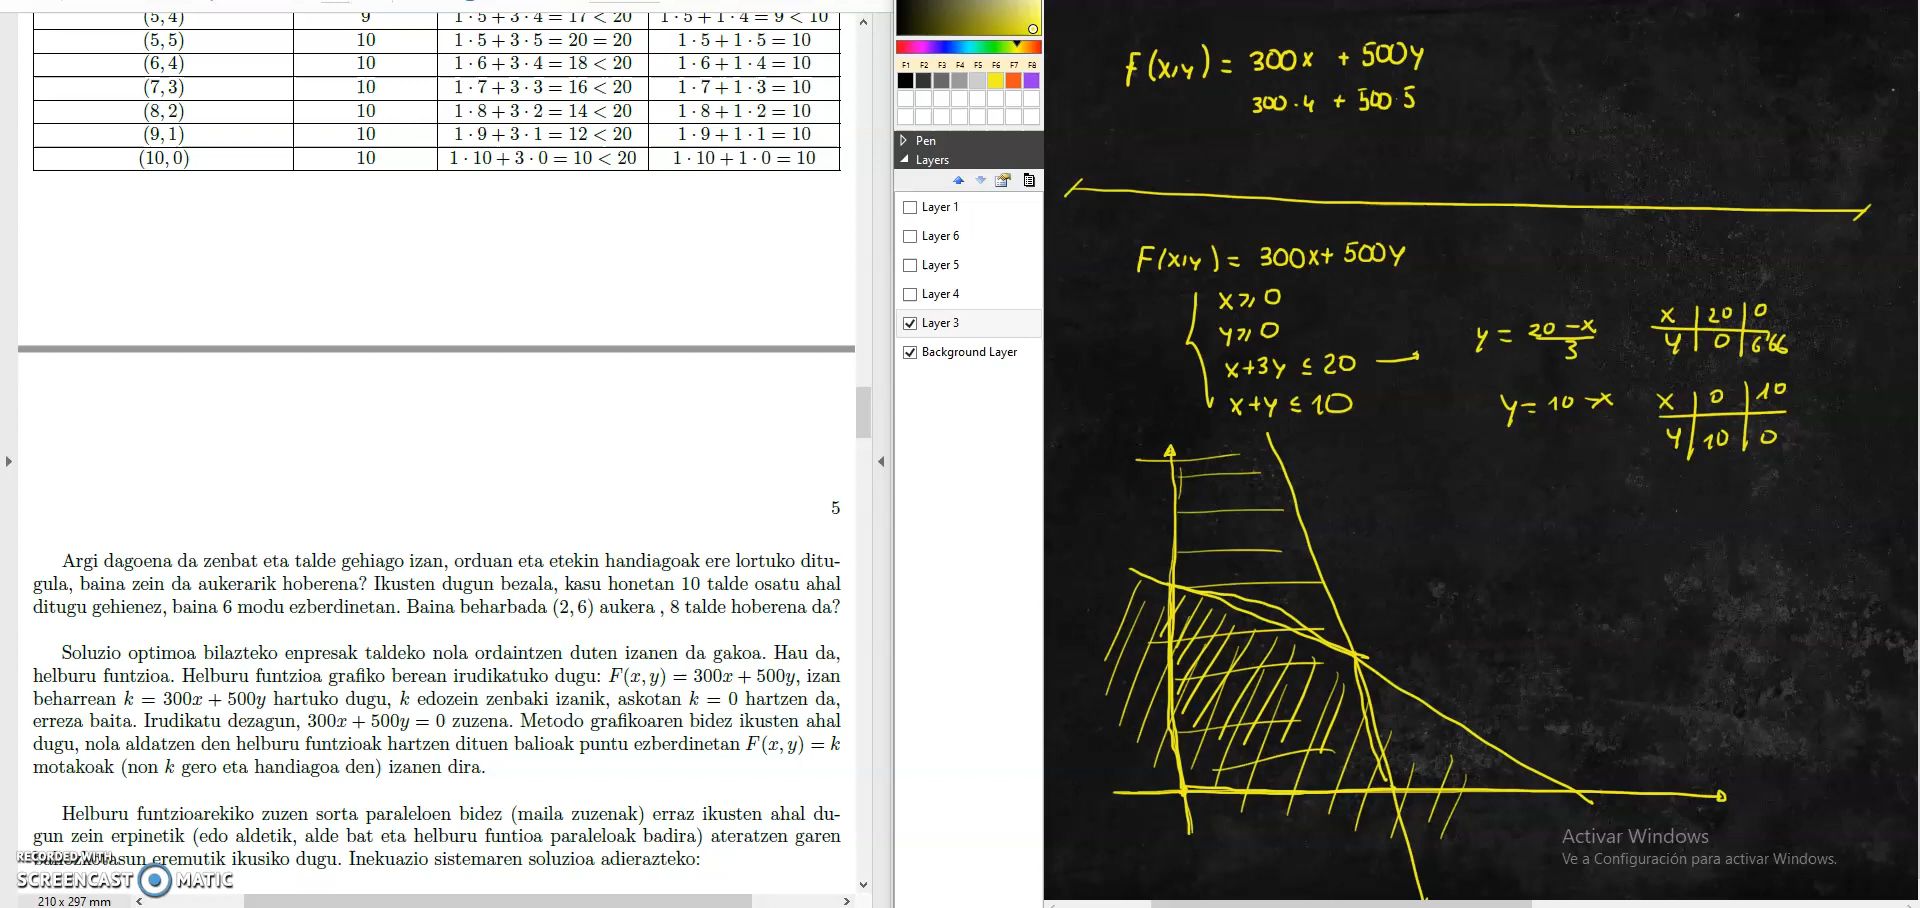 (5, 4) 9 1 · 5 + 3 · 4 = 17 < 20 1 · 5 + 1 · 4 = 9 < 10
(5, 5) 10 1 · 5 + 3 · 5 = 20 = 20 1 · 5 + 1 · 5 = 10
(6, 4) 10 1 · 6 + 3 · 4 = 18 < 20 1 · 6 + 1 · 4 = 10
(7, 3) 10 1 · 7 + 3 · 3 = 16 < 20 1 · 7 + 1 · 3 = 10
(8, 2) 10 1 · 8 + 3 · 2 = 14 < 20 1 · 8 + 1 · 2 = 10
(9, 1) 10 1 · 9 + 3 · 1 = 12 < 20 1 · 9 + 1 · 1 = 10
(10, 0) 10 1 · 10 + 3 · 0 = 10 < 20 1 · 10 + 1 · 0 = 10
5
Argi dagoena da zenbat eta talde gehiago izan, orduan eta etekin handiagoak ere lortuko ditu-
gula, baina zein da aukerarik hoberena? Ikusten dugun bezala, kasu honetan 10 talde osatu ahal
ditugu gehienez, baina 6 modu ezberdinetan. Baina beharbada (2, 6) aukera , 8 talde hoberena da?
Soluzio optimoa bilatzeko enpresak taldeko nola ordaintzen duten izanen da gakoa. Hau da,
helburu funtzioa. Helburu funtzioa grafiko berean irudikatuko dugu: F(x, y) = 300x + 500y, izan
beharrean k = 300x + 500y hartuko dugu, k edozein zenbaki izanik, askotan k = 0 hartzen da,
erreza baita. Irudikatu dezagun, 300x + 500y = 0 zuzena. Metodo grafikoaren bidez ikusten ahal
dugu, nola aldatzen den helburu funtzioak hartzen dituen balioak puntu ezberdinetan F(x, y) = k
motakoak (non k gero eta handiagoa den) izanen dira.
Helburu funtzioarekiko zuzen sorta paraleloen bidez (maila zuzenak) erraz ikusten ahal du-
gun zein erpinetik (edo aldetik, alde bat eta helburu funtioa paraleloak badira) ateratzen garen
eremutik ikusiko dugu. Inekuazio sistemaren soluzioa adierazteko:
RECORDED WITH
SCREENCAST MATIC
210 x 297 mm
F1 F2 F3 F4 F5 F6 F7 F8
Pen
Layers
Layer 1
Layer 6
Layer 5
Layer 4
Layer 3
Background Layer
F(x,y) = 300x + 500y
300·4 + 500·5
F(x,y) = 300x + 500y
x ≥ 0
y ≥ 0
x+3y ≤ 20
x+y ≤ 10
y = 20 - x
3
x 20 0
y 0 6'66
y = 10 - x
x 0 10
y 10 0
Activar Windows
Ve a Configuración para activar Windows.